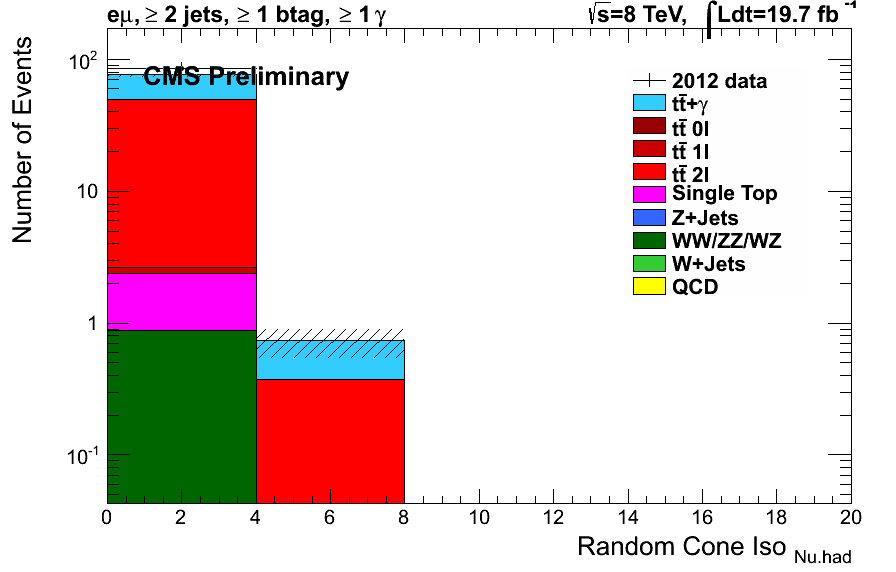 eμ, ≥ 2 jets, ≥ 1 btag, ≥ 1 γ
√s=8 TeV, ∫Ldt=19.7 fb⁻¹
CMS Preliminary
Number of Events
10²
10
1
10⁻¹
2012 data
tt̄+γ
tt̄ 0l
tt̄ 1l
tt̄ 2l
Single Top
Z+Jets
WW/ZZ/WZ
W+Jets
QCD
0 2 4 6 8 10 12 14 16 18 20
Random Cone Iso Nu.had